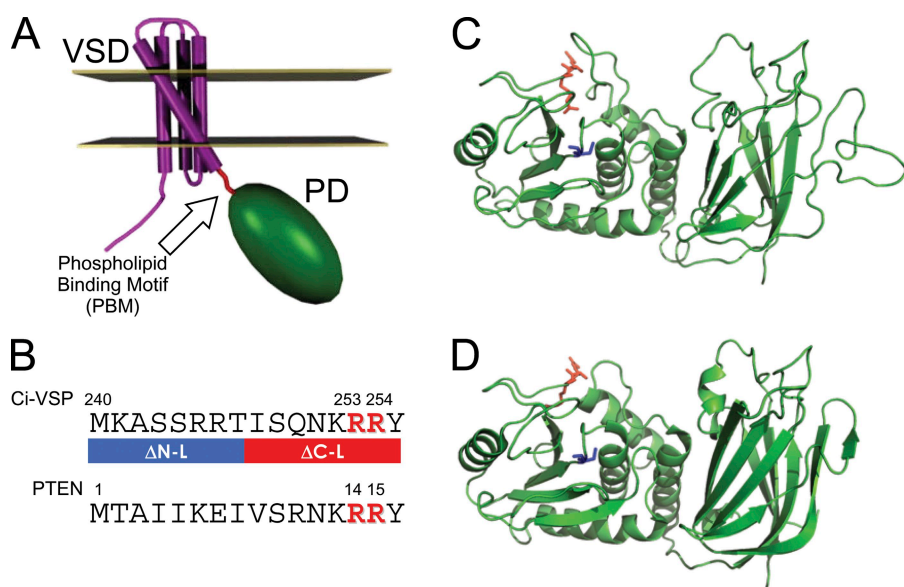 A
VSD
PD
Phospholipid
Binding Motif
(PBM)
B
240 253 254
Ci-VSP MKASSRRTISQNKRRY
ΔN-L ΔC-L
PTEN 1 14 15
MTAIIKEIVSRNKRRY
C
D